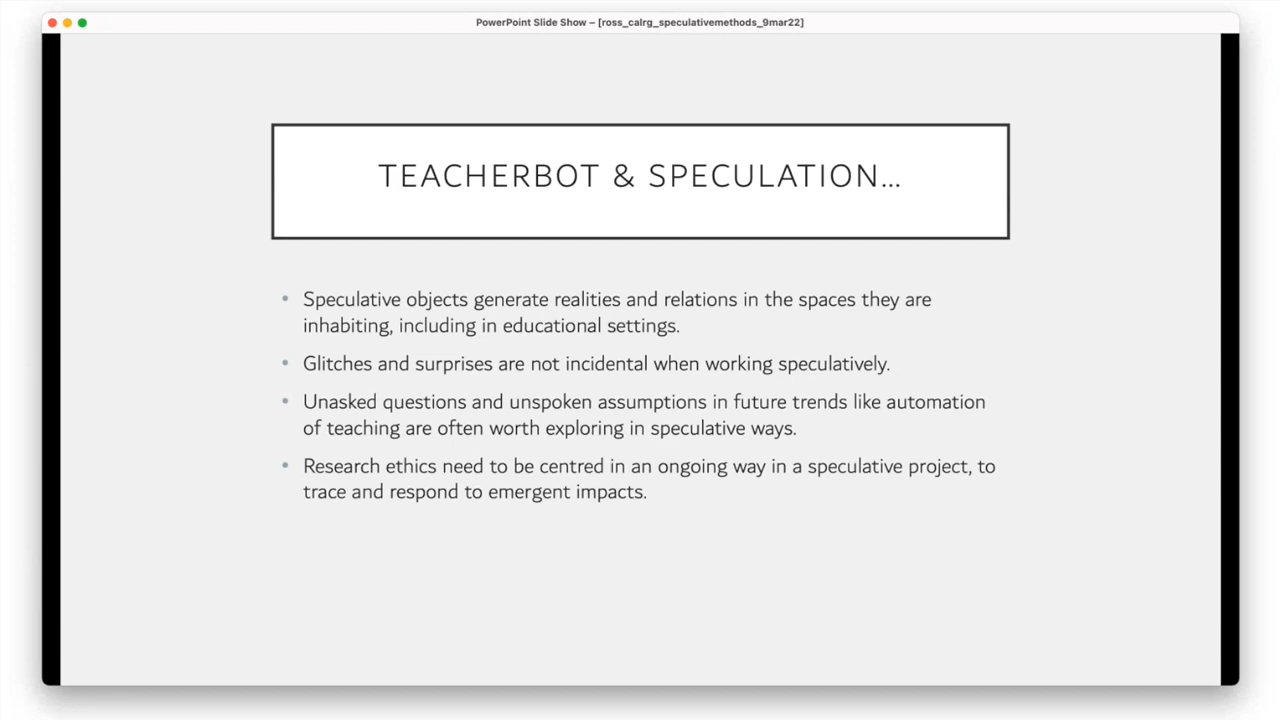 PowerPoint Slide Show – [ross_calrg_speculativemethods_9mar22]
TEACHERBOT & SPECULATION…
• Speculative objects generate realities and relations in the spaces they are
inhabiting, including in educational settings.
• Glitches and surprises are not incidental when working speculatively.
• Unasked questions and unspoken assumptions in future trends like automation
of teaching are often worth exploring in speculative ways.
• Research ethics need to be centred in an ongoing way in a speculative project, to
trace and respond to emergent impacts.